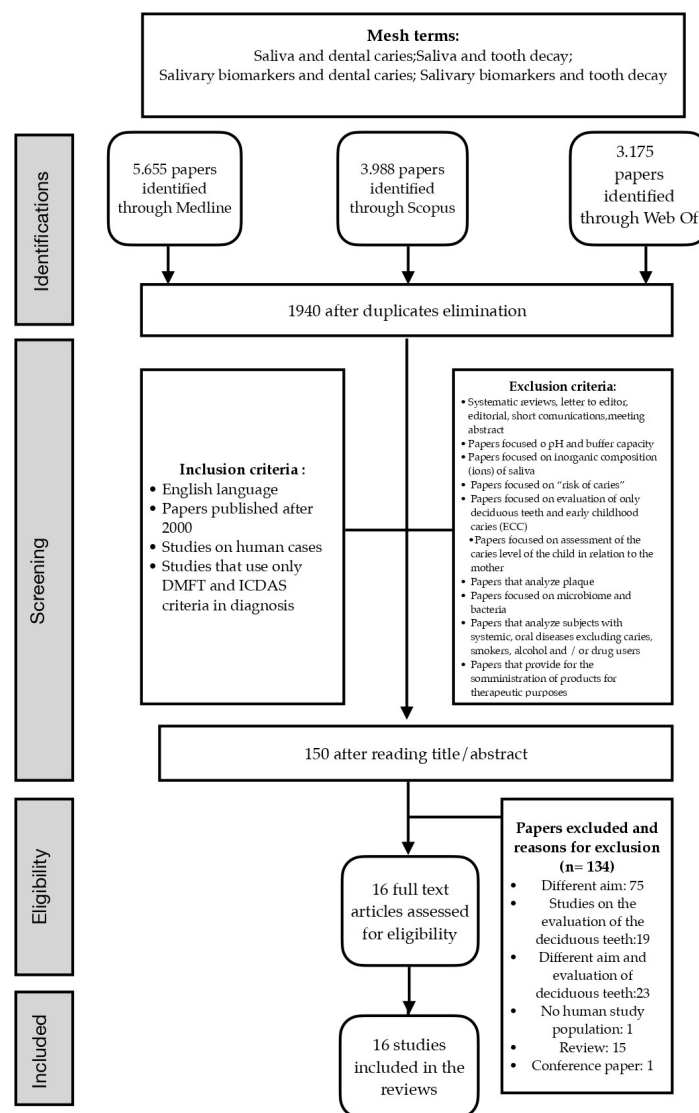 Mesh terms:
Saliva and dental caries;Saliva and tooth decay;
Salivary biomarkers and dental caries; Salivary biomarkers and tooth decay
Identifications
5.655 papers
identified
through Medline
3.988 papers
identified
through Scopus
3.175
papers
identified
through Web Of
1940 after duplicates elimination
Screening
Inclusion criteria :
• English language
• Papers published after
2000
• Studies on human cases
• Studies that use only
DMFT and ICDAS
criteria in diagnosis
Exclusion criteria:
• Systematic reviews, letter to editor,
editorial, short comunications,meeting
abstract
• Papers focused o pH and buffer capacity
• Papers focused on inorganic composition
(ions) of saliva
• Papers focused on "risk of caries"
• Papers focused on evaluation of only
deciduous teeth and early childhood
caries (ECC)
• Papers focused on assessment of the
caries level of the child in relation to the
mother
• Papers that analyze plaque
• Papers focused on microbiome and
bacteria
• Papers that analyze subjects with
systemic, oral diseases excluding caries,
smokers, alcohol and / or drug users
• Papers that provide for the
somministration of products for
therapeutic purposes
150 after reading title/abstract
Eligibility
16 full text
articles assessed
for eligibility
Papers excluded and
reasons for exclusion
(n= 134)
• Different aim: 75
• Studies on the
evaluation of the
deciduous teeth:19
• Different aim and
evaluation of
deciduous teeth:23
• No human study
population: 1
• Review: 15
• Conference paper: 1
Included
16 studies
included in the
reviews